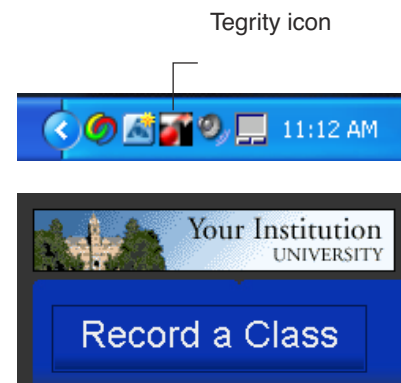 Tegrity icon
11:12 AM
Your Institution
UNIVERSITY
Record a Class